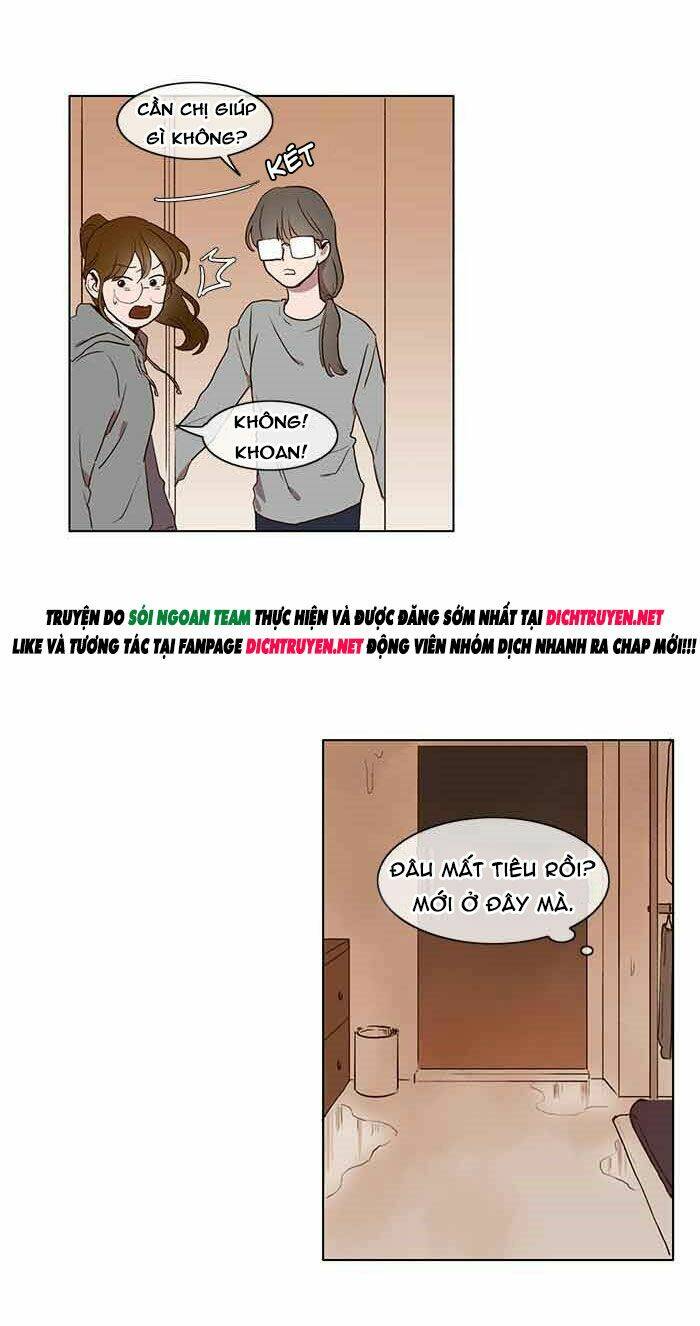 CẦN CHỊ GIÚP
GÌ KHÔNG?
KÉT
KHÔNG!
KHOAN!
TRUYỆN DO SÓI NGOAN TEAM THỰC HIỆN VÀ ĐƯỢC ĐĂNG SỚM NHẤT TẠI DICHTRUYEN.NET
LIKE VÀ TƯƠNG TÁC TẠI FANPAGE DICHTRUYEN.NET ĐỘNG VIÊN NHÓM DỊCH NHANH RA CHAP MỚI!!!
ĐÂU MẤT TIÊU RỒI?
MỚI Ở ĐÂY MÀ.